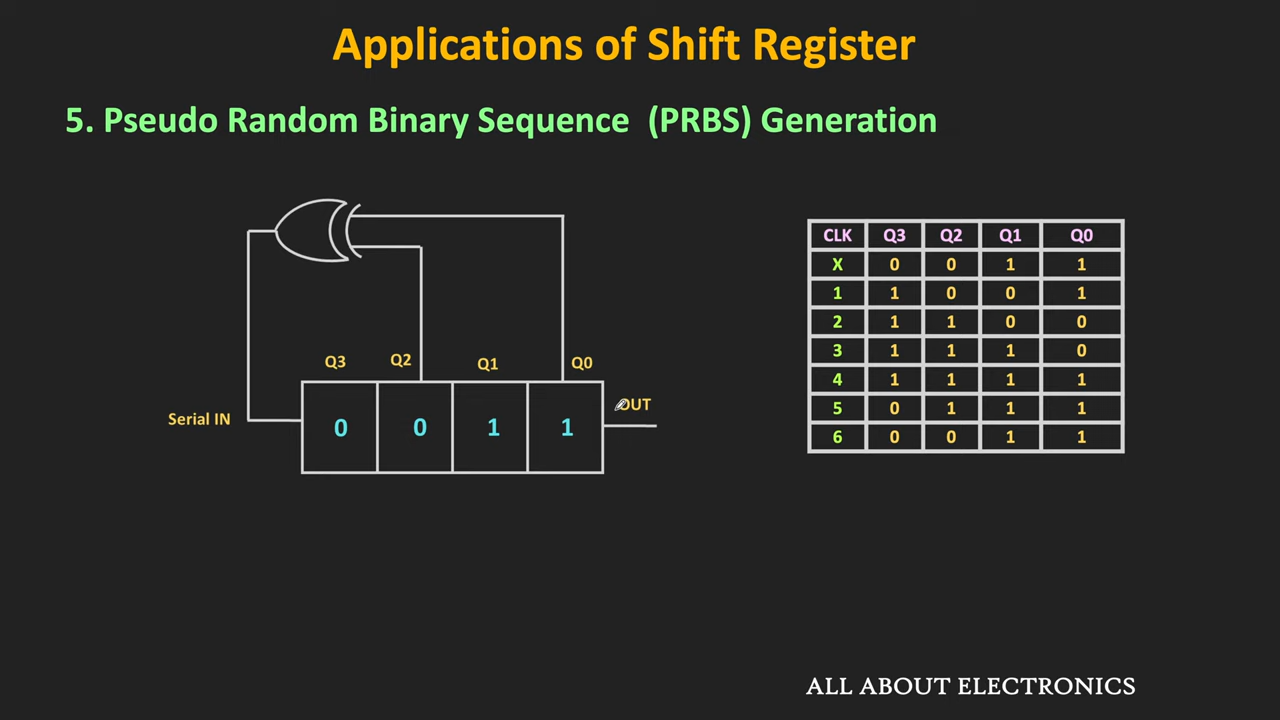 Applications of Shift Register
5. Pseudo Random Binary Sequence (PRBS) Generation
Q3 Q2 Q1 Q0
Serial IN
0 0 1 1
OUT
CLK Q3 Q2 Q1 Q0
X 0 0 1 1
1 1 0 0 1
2 1 1 0 0
3 1 1 1 0
4 1 1 1 1
5 0 1 1 1
6 0 0 1 1
ALL ABOUT ELECTRONICS